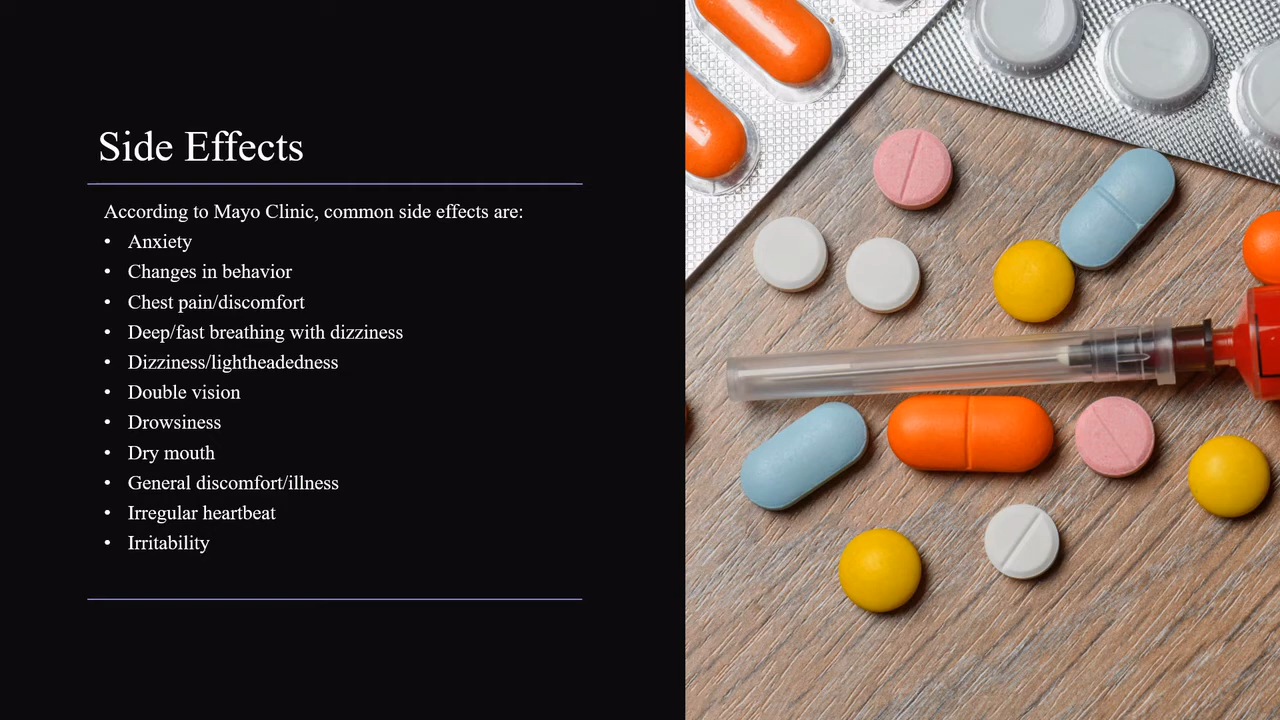 Side Effects
According to Mayo Clinic, common side effects are:
• Anxiety
• Changes in behavior
• Chest pain/discomfort
• Deep/fast breathing with dizziness
• Dizziness/lightheadedness
• Double vision
• Drowsiness
• Dry mouth
• General discomfort/illness
• Irregular heartbeat
• Irritability